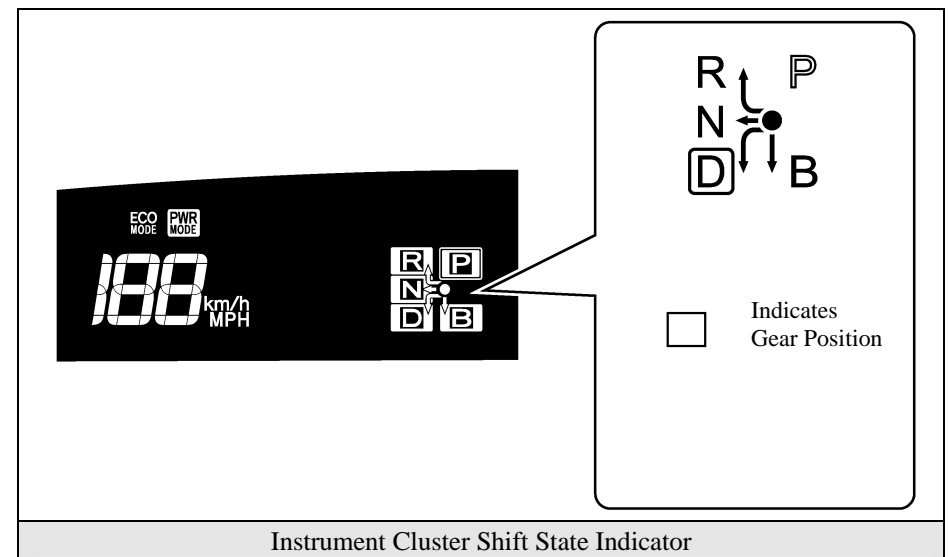 R P
N
D B
ECO MODE PWR MODE
188 km/h MPH
R P
N
D B
Indicates
Gear Position
Instrument Cluster Shift State Indicator